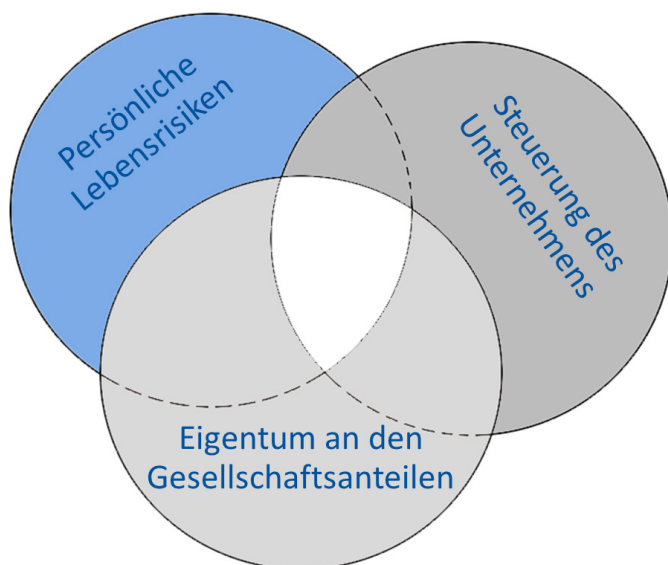 Persönliche
Lebensrisiken
Steuerung des
Unternehmens
Eigentum an den
Gesellschaftsanteilen